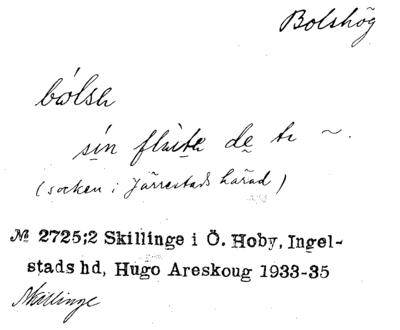 Bolshög
bölsh
sin flute de te ~.
(socken i Järrestads härad)
№ 2725;2 Skillinge i Ö. Hoby, Ingel-
stads hd, Hugo Areskoug 1933-35
Skillinge